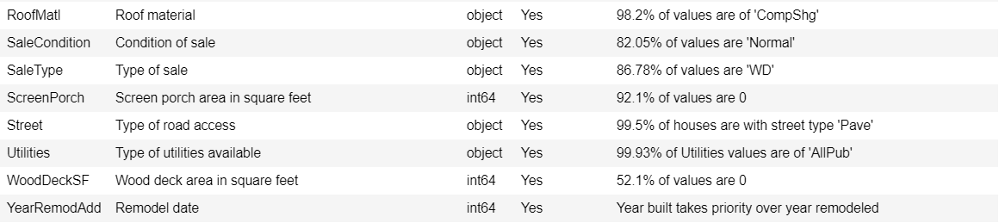 RoofMatl Roof material object Yes 98.2% of values are of 'CompShg'
SaleCondition Condition of sale object Yes 82.05% of values are 'Normal'
SaleType Type of sale object Yes 86.78% of values are 'WD'
ScreenPorch Screen porch area in square feet int64 Yes 92.1% of values are 0
Street Type of road access object Yes 99.5% of houses are with street type 'Pave'
Utilities Type of utilities available object Yes 99.93% of Utilities values are of 'AllPub'
WoodDeckSF Wood deck area in square feet int64 Yes 52.1% of values are 0
YearRemodAdd Remodel date int64 Yes Year built takes priority over year remodeled